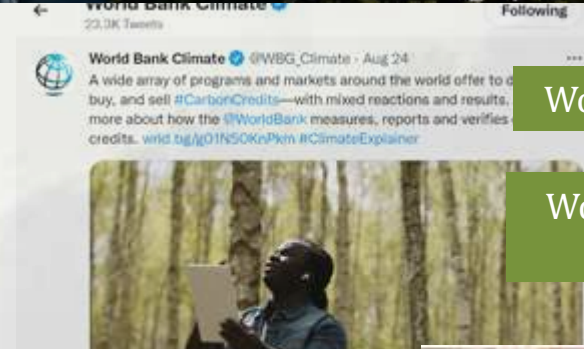 World Bank Climate
Following
23.3K Tweets
World Bank Climate @WBG_Climate · Aug 24
A wide array of programs and markets around the world offer to
buy, and sell #CarbonCredits—with mixed reactions and results.
more about how the @WorldBank measures, reports and verifies
credits. wrld.bg/g01N50KnPkm #ClimateExplainer
Wo
Wo